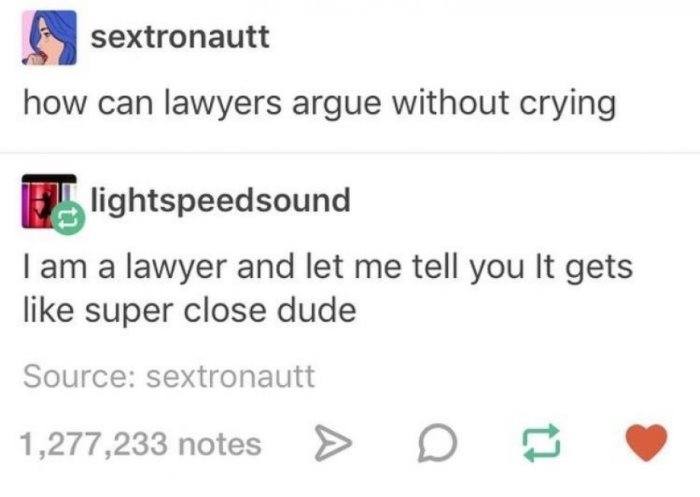 sextronautt
how can lawyers argue without crying
lightspeedsound
I am a lawyer and let me tell you It gets
like super close dude
Source: sextronautt
1,277,233 notes